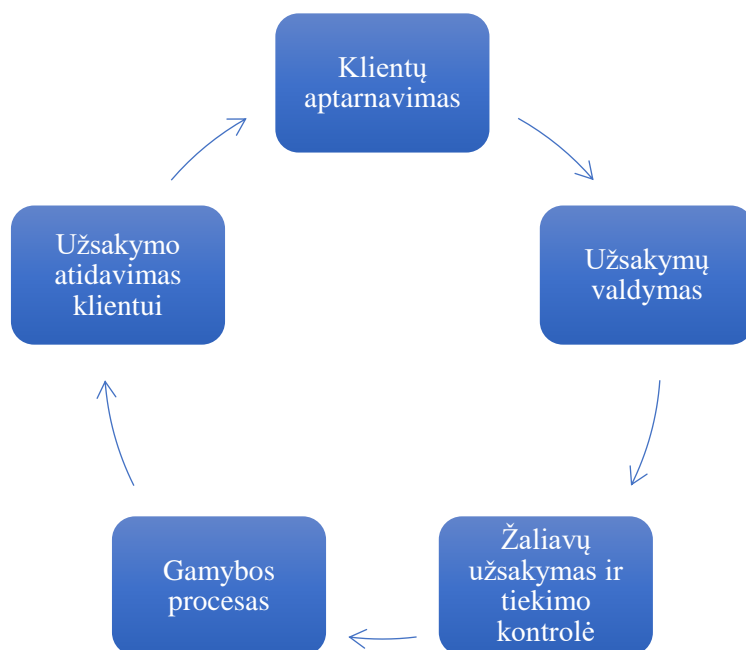 Klientų
aptarnavimas
Užsakymų
valdymas
Žaliavų
užsakymas ir
tiekimo
kontrolė
Gamybos
procesas
Užsakymo
atidavimas
klientui